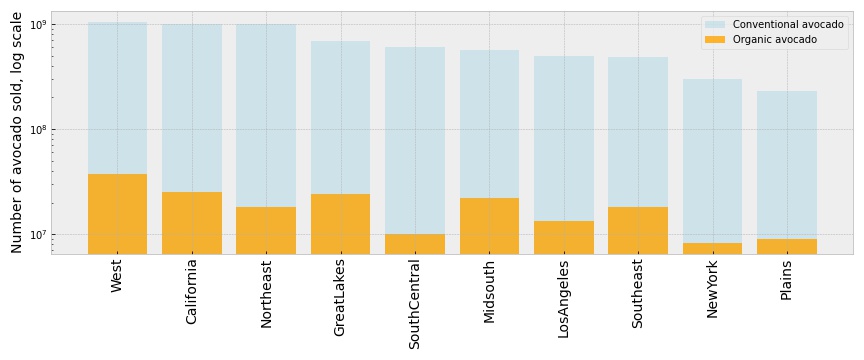 Number of avocado sold, log scale
10⁹
10⁸
10⁷
Conventional avocado
Organic avocado
West
California
Northeast
GreatLakes
SouthCentral
Midsouth
LosAngeles
Southeast
NewYork
Plains